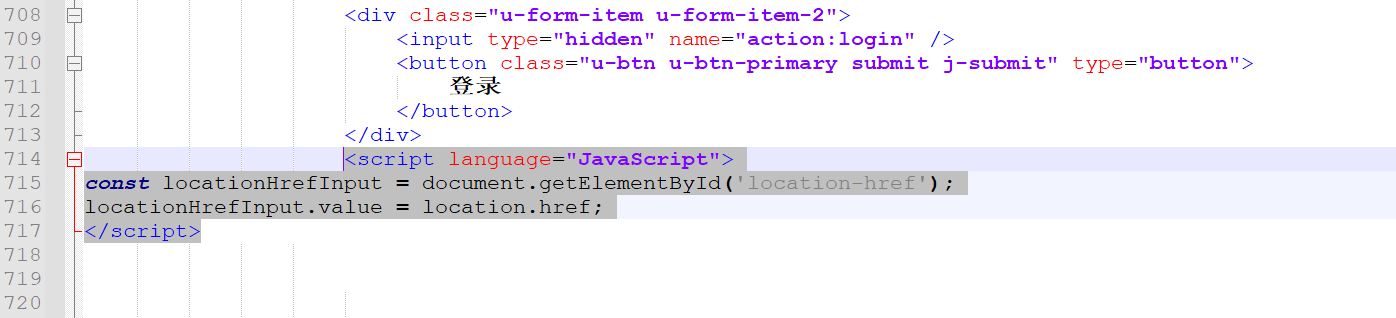 708 <div class="u-form-item u-form-item-2">
709 <input type="hidden" name="action:login" />
710 <button class="u-btn u-btn-primary submit j-submit" type="button">
711 登录
712 </button>
713 </div>
714 <script language="JavaScript">
715 const locationHrefInput = document.getElementById('location-href');
716 locationHrefInput.value = location.href;
717 </script>
718
719
720